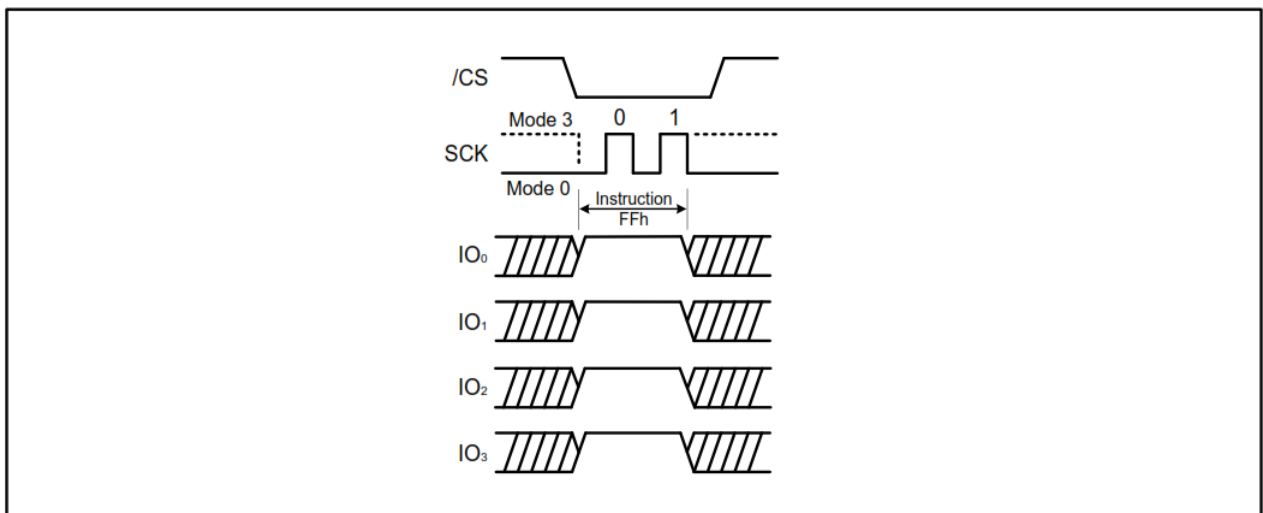 /CS
Mode 3 0 1
SCK
Mode 0
Instruction
FFh
IO₀
IO₁
IO₂
IO₃